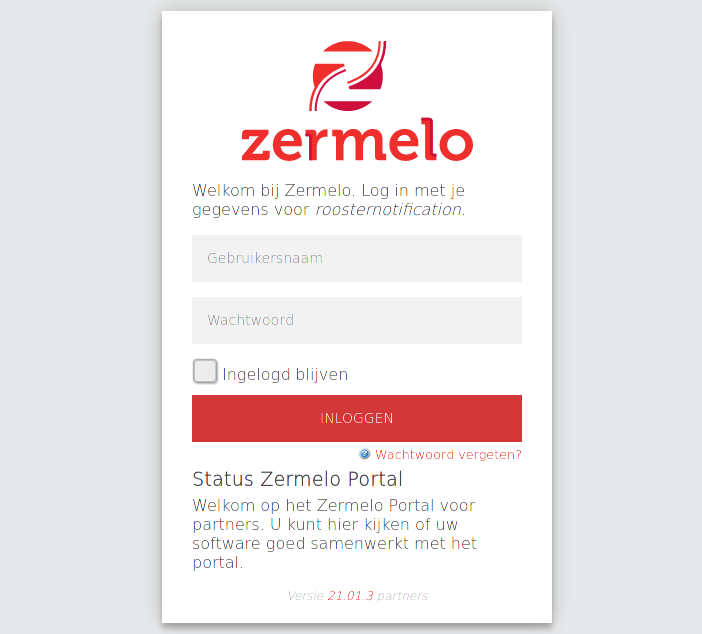 zermelo
Welkom bij Zermelo. Log in met je
gegevens voor roosternotification.
Gebruikersnaam
Wachtwoord
Ingelogd blijven
INLOGGEN
Wachtwoord vergeten?
Status Zermelo Portal
Welkom op het Zermelo Portal voor
partners. U kunt hier kijken of uw
software goed samenwerkt met het
portal.
Versie 21.01.3 partners